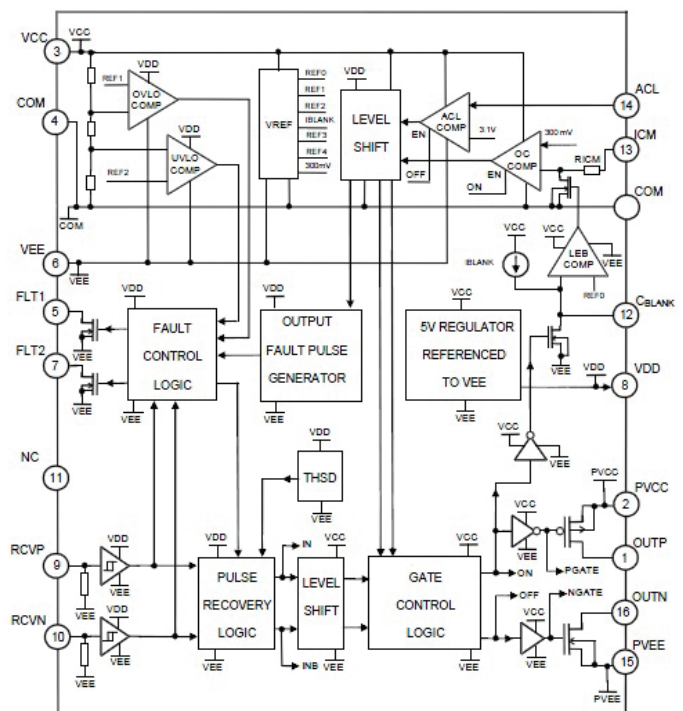 VCC
VCC
3
REF1
VDD
OVLO
COMP
COM
4
REF2
VDD
UVLO
COMP
COM
VREF
REF0
REF1
REF2
IBLANK
REF3
REF4
300mV
VDD
LEVEL
SHIFT
ACL
COMP
EN
3.1V
OFF
300mV
OC
COMP
EN
ON
RICM
ACL
14
ICM
13
COM
VEE
6
VEE
VCC
IBLANK
VCC
LEB
COMP
VEE
REF0
CBLANK
12
FLT1
5
VEE
FLT2
7
VEE
VDD
FAULT
CONTROL
LOGIC
VEE
VDD
OUTPUT
FAULT PULSE
GENERATOR
VEE
VCC
5V REGULATOR
REFERENCED
TO VEE
VEE
VEE
VDD
VDD
8
NC
11
VDD
THSD
VEE
VCC
VEE
PVCC
PVCC
2
RCVP
9
VDD
VEE
VEE
RCVN
10
VDD
VEE
VEE
VDD
PULSE
RECOVERY
LOGIC
VEE
IN
INB
VCC
LEVEL
SHIFT
VEE
VCC
GATE
CONTROL
LOGIC
VEE
VCC
VEE
ON
PGATE
OUTP
1
OFF
NGATE
VCC
VEE
OUTN
16
PVEE
15
PVEE